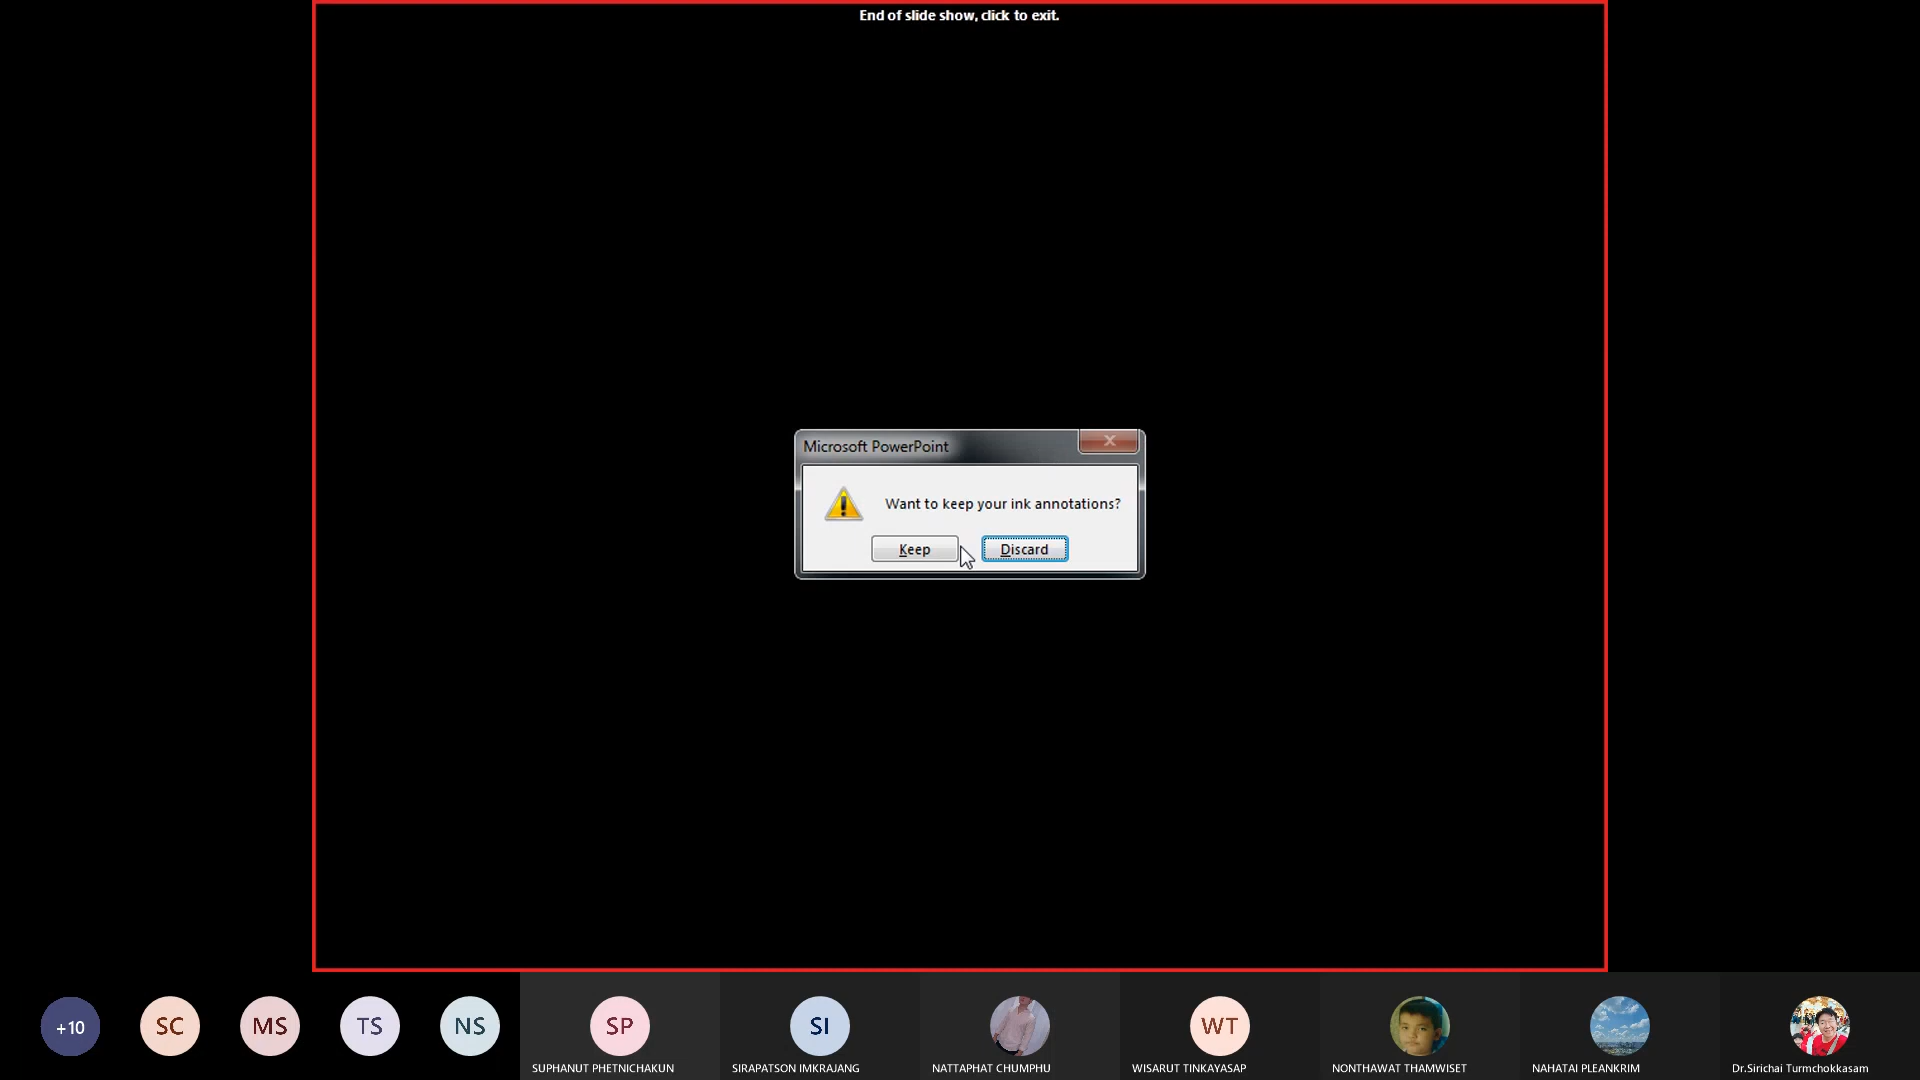 End of slide show, click to exit.
Microsoft PowerPoint
Want to keep your ink annotations?
Keep
Discard
+10
SC
MS
TS
NS
SP
SI
WT
SUPHANUT PHETNICHAKUN
SIRAPATSON IMKRAJANG
NATTAPHAT CHUMPHU
WISARUT TINKAYASAP
NONTHAWAT THAMWISET
NAHATAI PLEANKRIM
Dr.Sirichai Turmchokkasam